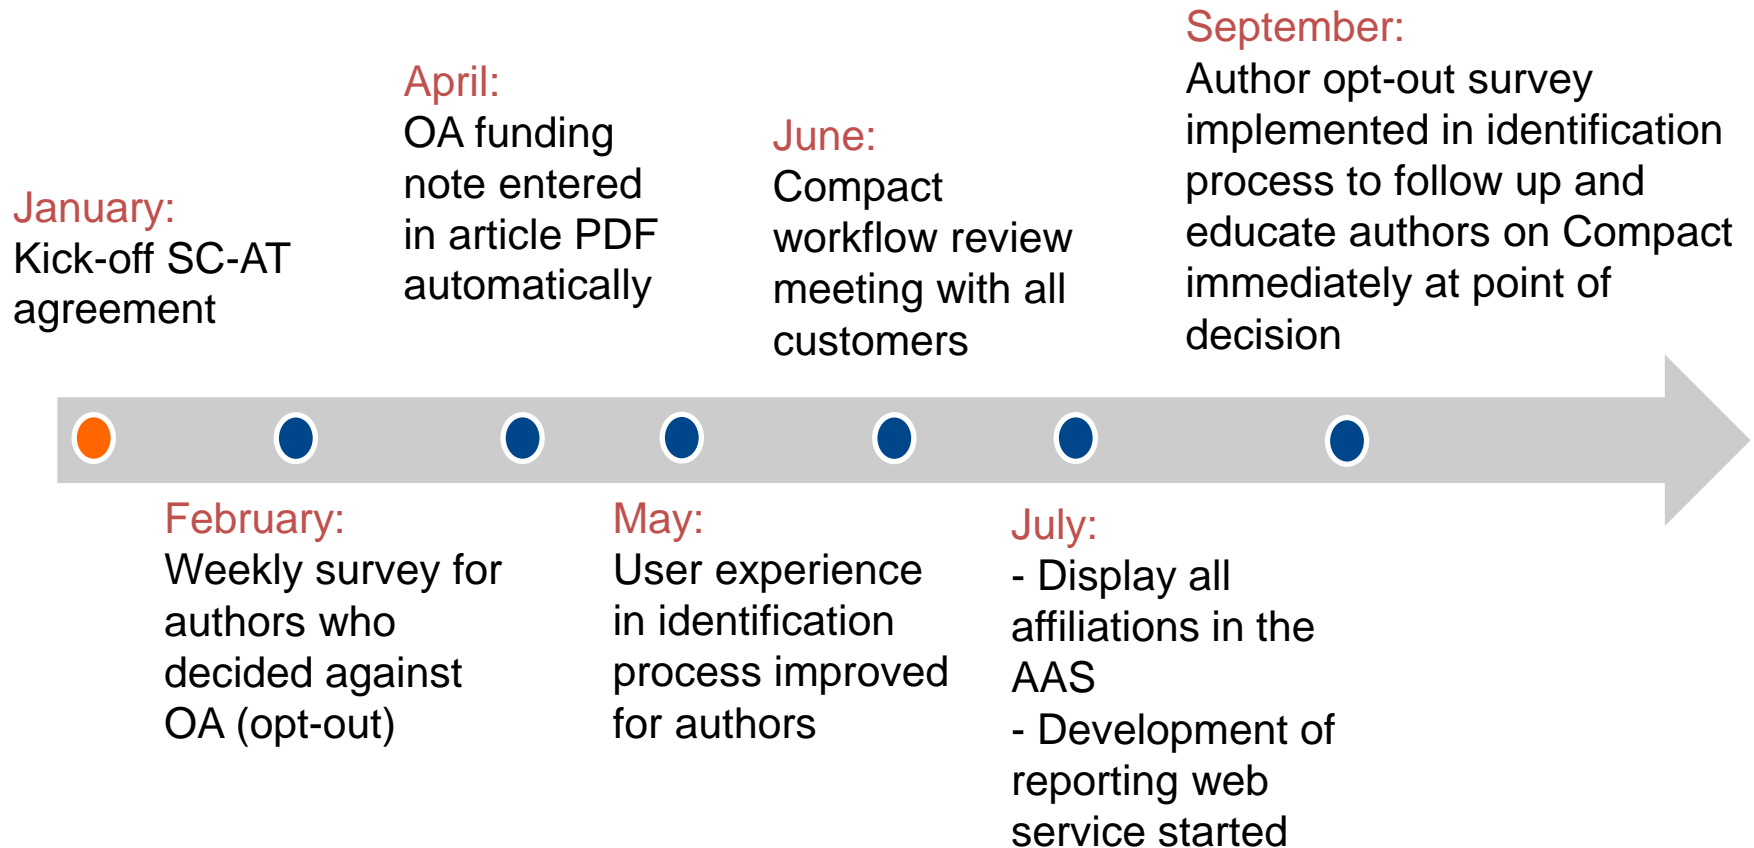 January:
Kick-off SC-AT
agreement
February:
Weekly survey for
authors who
decided against
OA (opt-out)
April:
OA funding
note entered
in article PDF
automatically
May:
User experience
in identification
process improved
for authors
June:
Compact
workflow review
meeting with all
customers
July:
- Display all
affiliations in the
AAS
- Development of
reporting web
service started
September:
Author opt-out survey
implemented in identification
process to follow up and
educate authors on Compact
immediately at point of
decision